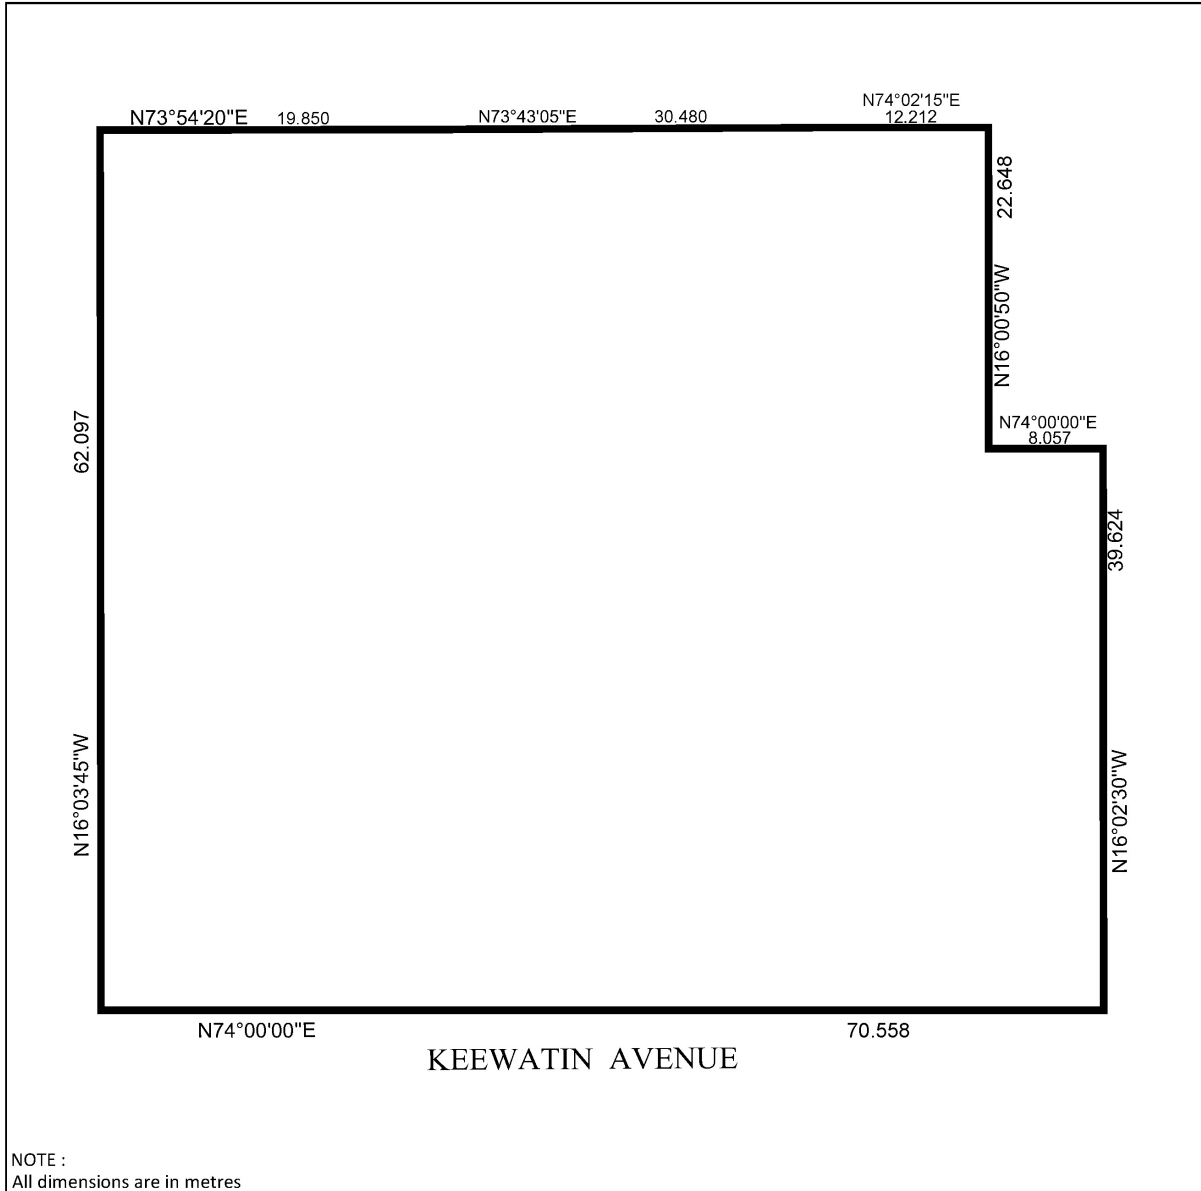 N74°02'15"E
N73°54'20"E 19.850 N73°43'05"E 30.480 12.212
22.648
N16°00'50"W
N74°00'00"E
8.057
62.097
39.624
N16°03'45"W
N16°02'30"W
N74°00'00"E 70.558
KEEWATIN AVENUE
NOTE :
All dimensions are in metres